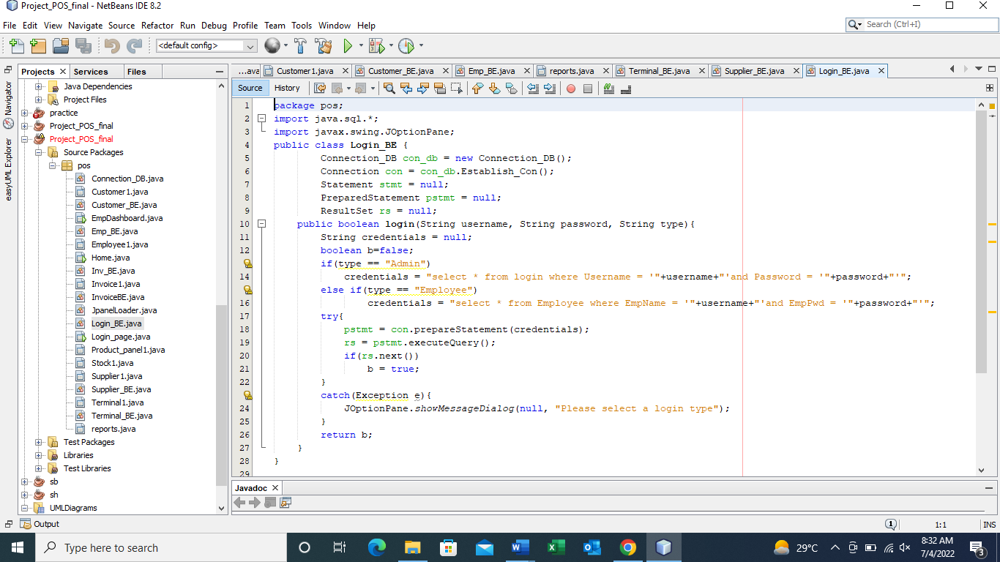 Project_POS_final - NetBeans IDE 8.2
File Edit View Navigate Source Refactor Run Debug Profile Team Tools Window Help
Search (Ctrl+I)
<default config>
Projects Services Files
...ava Customer1.java Customer_BE.java Emp_BE.java reports.java Terminal_BE.java Supplier_BE.java Login_BE.java
Source History
Navigator
easyUML Explorer
Java Dependencies
Project Files
practice
Project_POS_final
Project_POS_final
Source Packages
pos
Connection_DB.java
Customer1.java
Customer_BE.java
EmpDashboard.java
Emp_BE.java
Employee1.java
Home.java
Inv_BE.java
Invoice1.java
InvoiceBE.java
JpanelLoader.java
Login_BE.java
Login_page.java
Product_panel1.java
Stock1.java
Supplier1.java
Supplier_BE.java
Terminal1.java
Terminal_BE.java
reports.java
Test Packages
Libraries
Test Libraries
sb
sh
UMLDiagrams
1 package pos;
2 import java.sql.*;
3 import javax.swing.JOptionPane;
4 public class Login_BE {
5 Connection_DB con_db = new Connection_DB();
6 Connection con = con_db.Establish_Con();
7 Statement stmt = null;
8 PreparedStatement pstmt = null;
9 ResultSet rs = null;
10 public boolean login(String username, String password, String type){
11 String credentials = null;
12 boolean b=false;
if(type == "Admin")
14 credentials = "select * from login where Username = '"+username+"'and Password = '"+password+"'";
else if(type == "Employee")
16 credentials = "select * from Employee where EmpName = '"+username+"'and EmpPwd = '"+password+"'";
17 try{
18 pstmt = con.prepareStatement(credentials);
19 rs = pstmt.executeQuery();
20 if(rs.next())
21 b = true;
22 }
catch(Exception e){
24 JOptionPane.showMessageDialog(null, "Please select a login type");
25 }
26 return b;
27 }
28 }
29
Javadoc
Output
1
1:1
INS
Type here to search
29°C
8:32 AM
7/4/2022
3